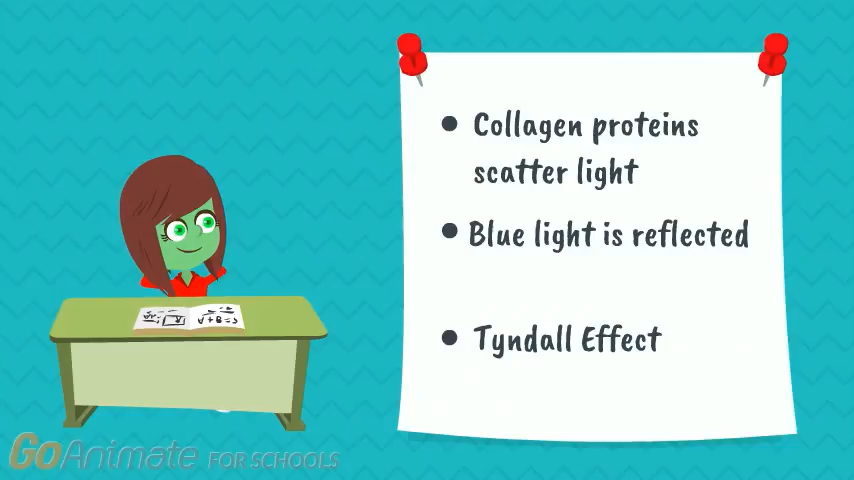 • Collagen proteins
scatter light
• Blue light is reflected
• Tyndall Effect
GoAnimate FOR SCHOOLS